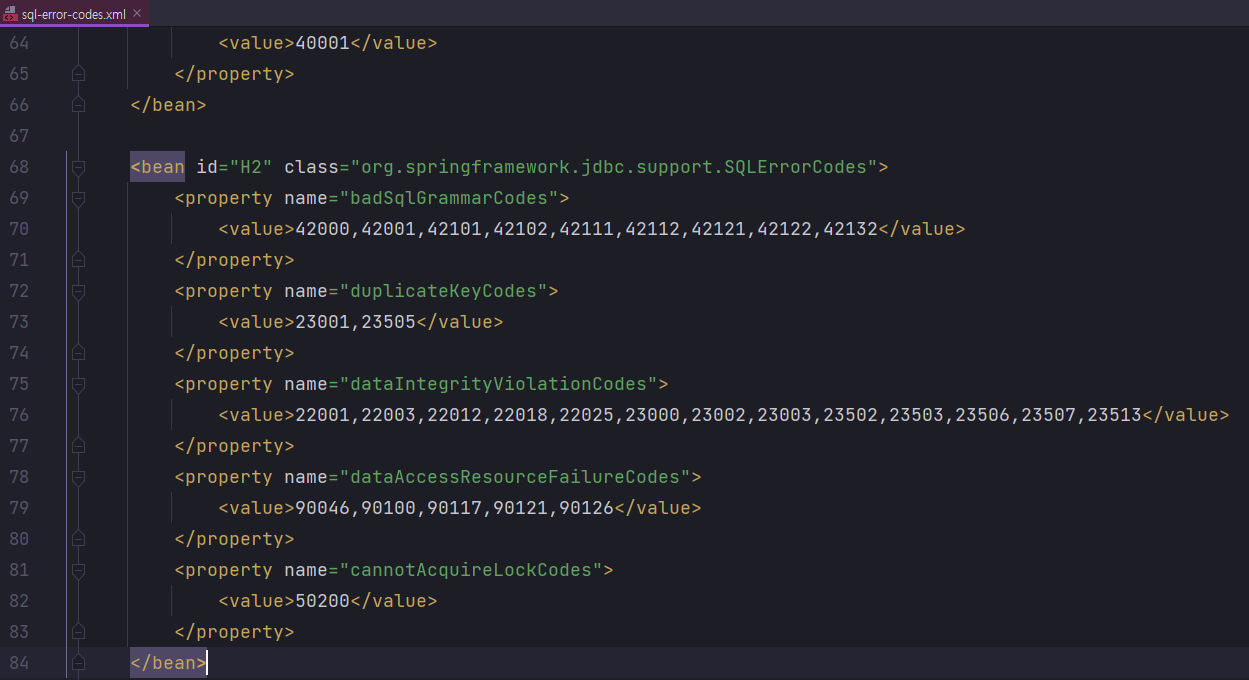 sql-error-codes.xml
64 <value>40001</value>
65 </property>
66 </bean>
67
68 <bean id="H2" class="org.springframework.jdbc.support.SQLErrorCodes">
69 <property name="badSqlGrammarCodes">
70 <value>42000,42001,42101,42102,42111,42112,42121,42122,42132</value>
71 </property>
72 <property name="duplicateKeyCodes">
73 <value>23001,23505</value>
74 </property>
75 <property name="dataIntegrityViolationCodes">
76 <value>22001,22003,22012,22018,22025,23000,23002,23003,23502,23503,23506,23507,23513</value>
77 </property>
78 <property name="dataAccessResourceFailureCodes">
79 <value>90046,90100,90117,90121,90126</value>
80 </property>
81 <property name="cannotAcquireLockCodes">
82 <value>50200</value>
83 </property>
84 </bean>